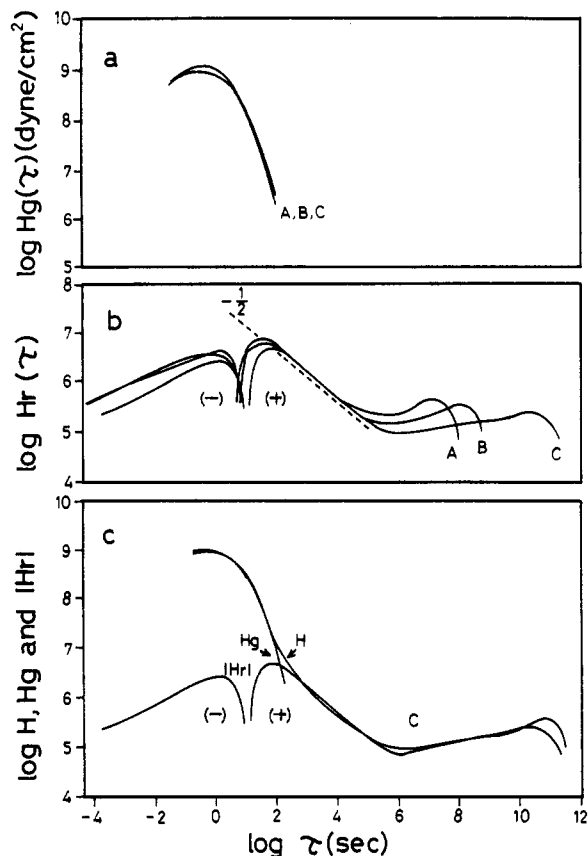 a
log Hg(τ)(dyne/cm²)
10
9
8
7
6
5
A,B,C
b
log Hr(τ)
8
7
6
5
4
-1/2
(-)
(+)
A
B
C
c
log H, Hg and |Hr|
10
9
8
7
6
5
4
Hg
H
|Hr|
(-)
(+)
C
-4
-2
0
2
4
6
8
10
12
log τ(sec)